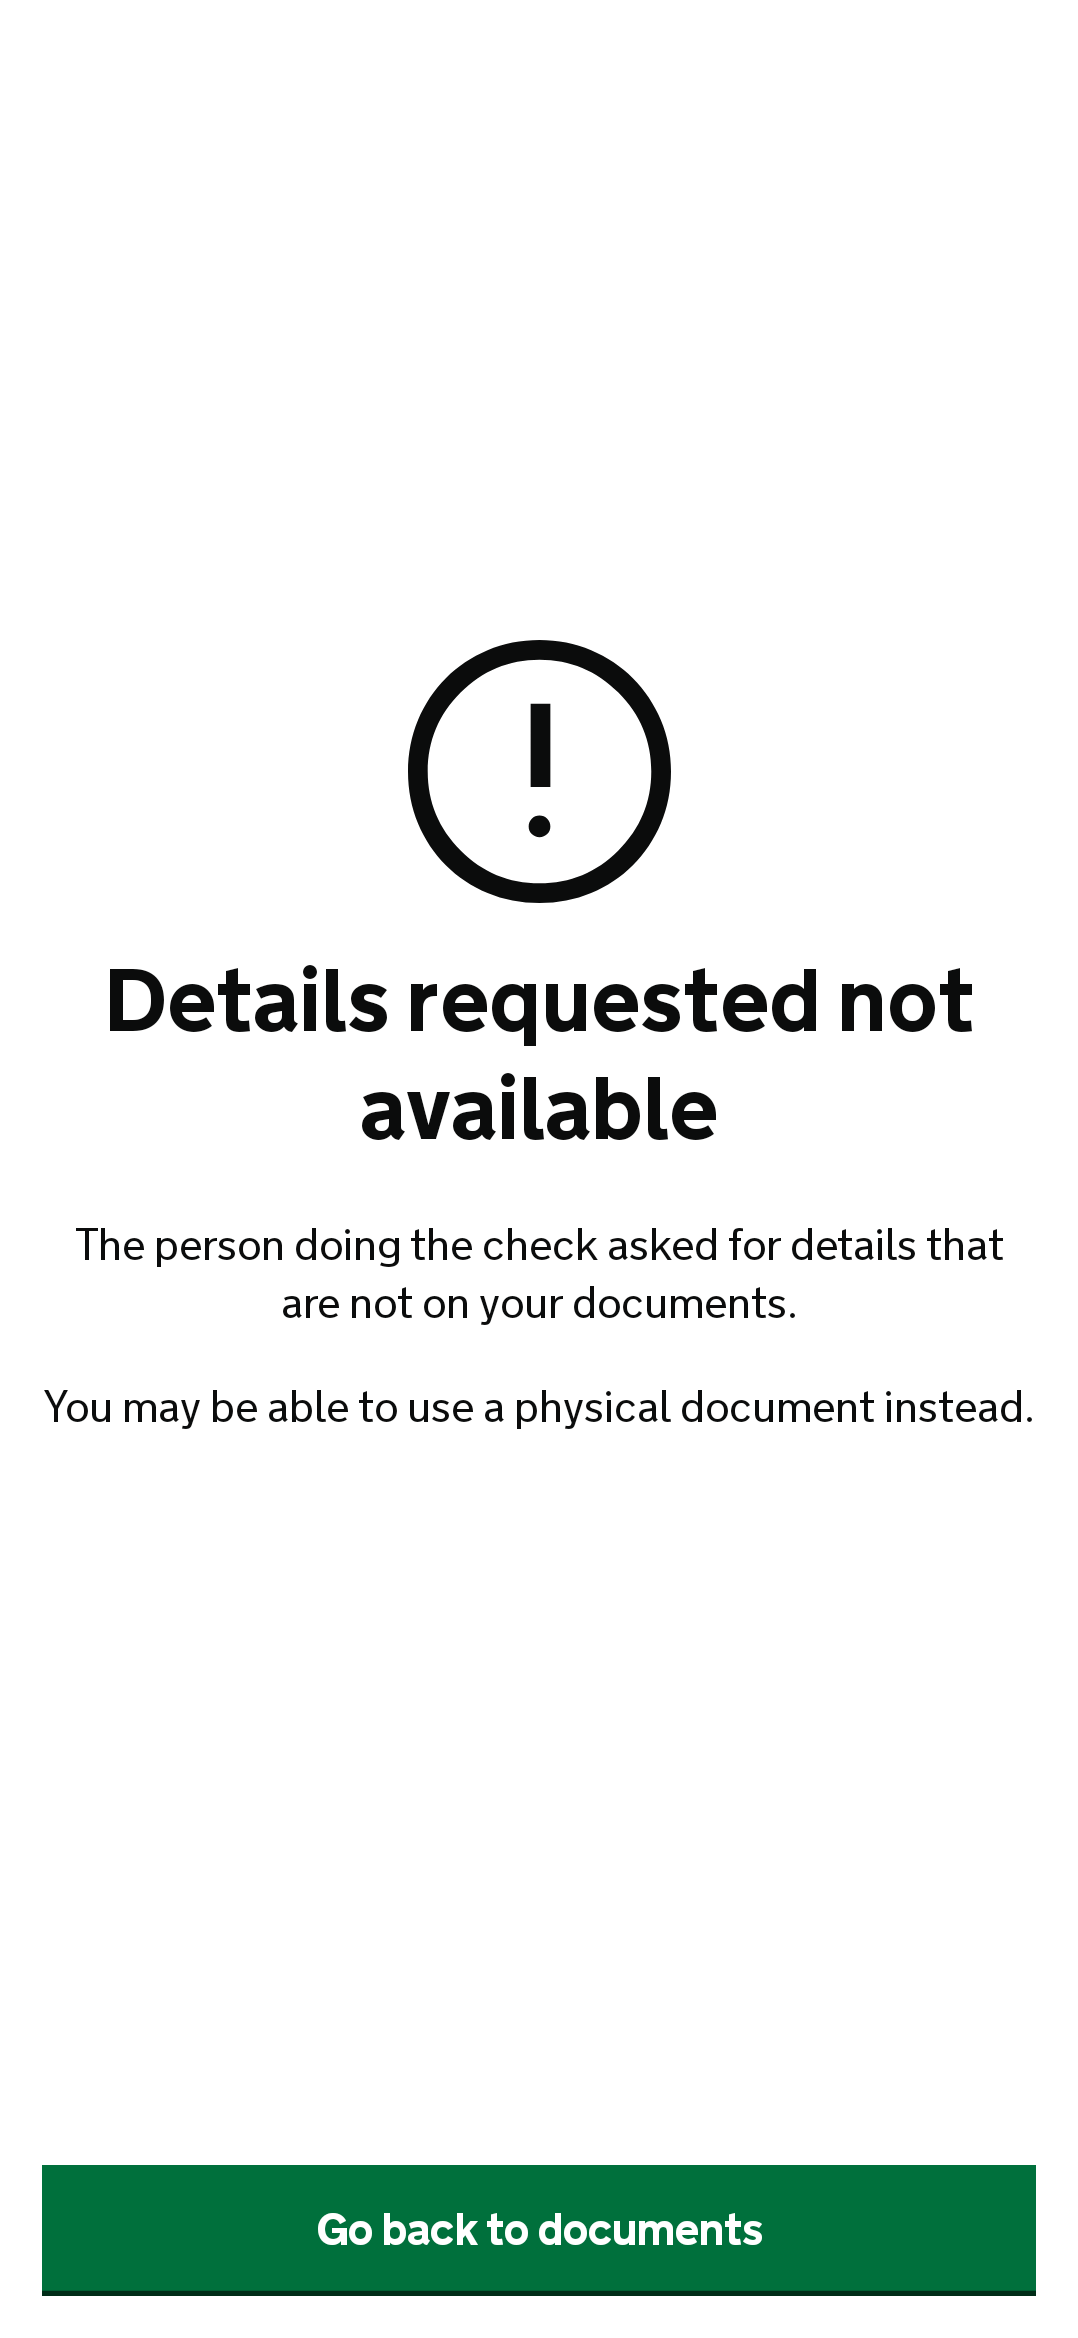 Details requested not
available
The person doing the check asked for details that
are not on your documents.
You may be able to use a physical document instead.
Go back to documents